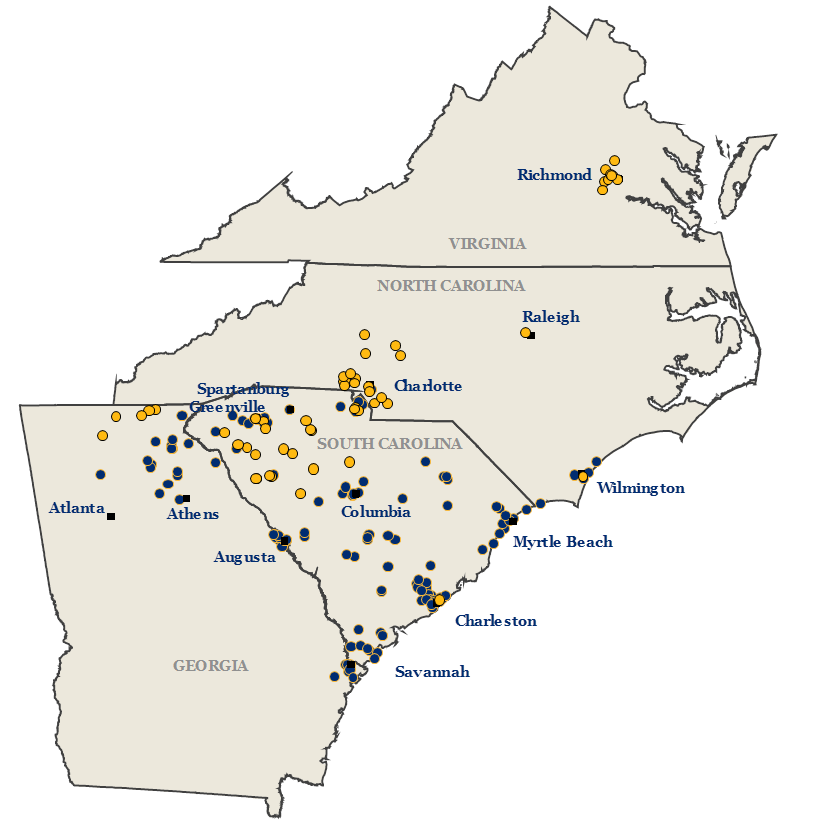 Richmond
VIRGINIA
NORTH CAROLINA
Raleigh
Charlotte
Spartanburg
Greenville
SOUTH CAROLINA
Wilmington
Atlanta
Athens
Columbia
Myrtle Beach
Augusta
Charleston
GEORGIA
Savannah